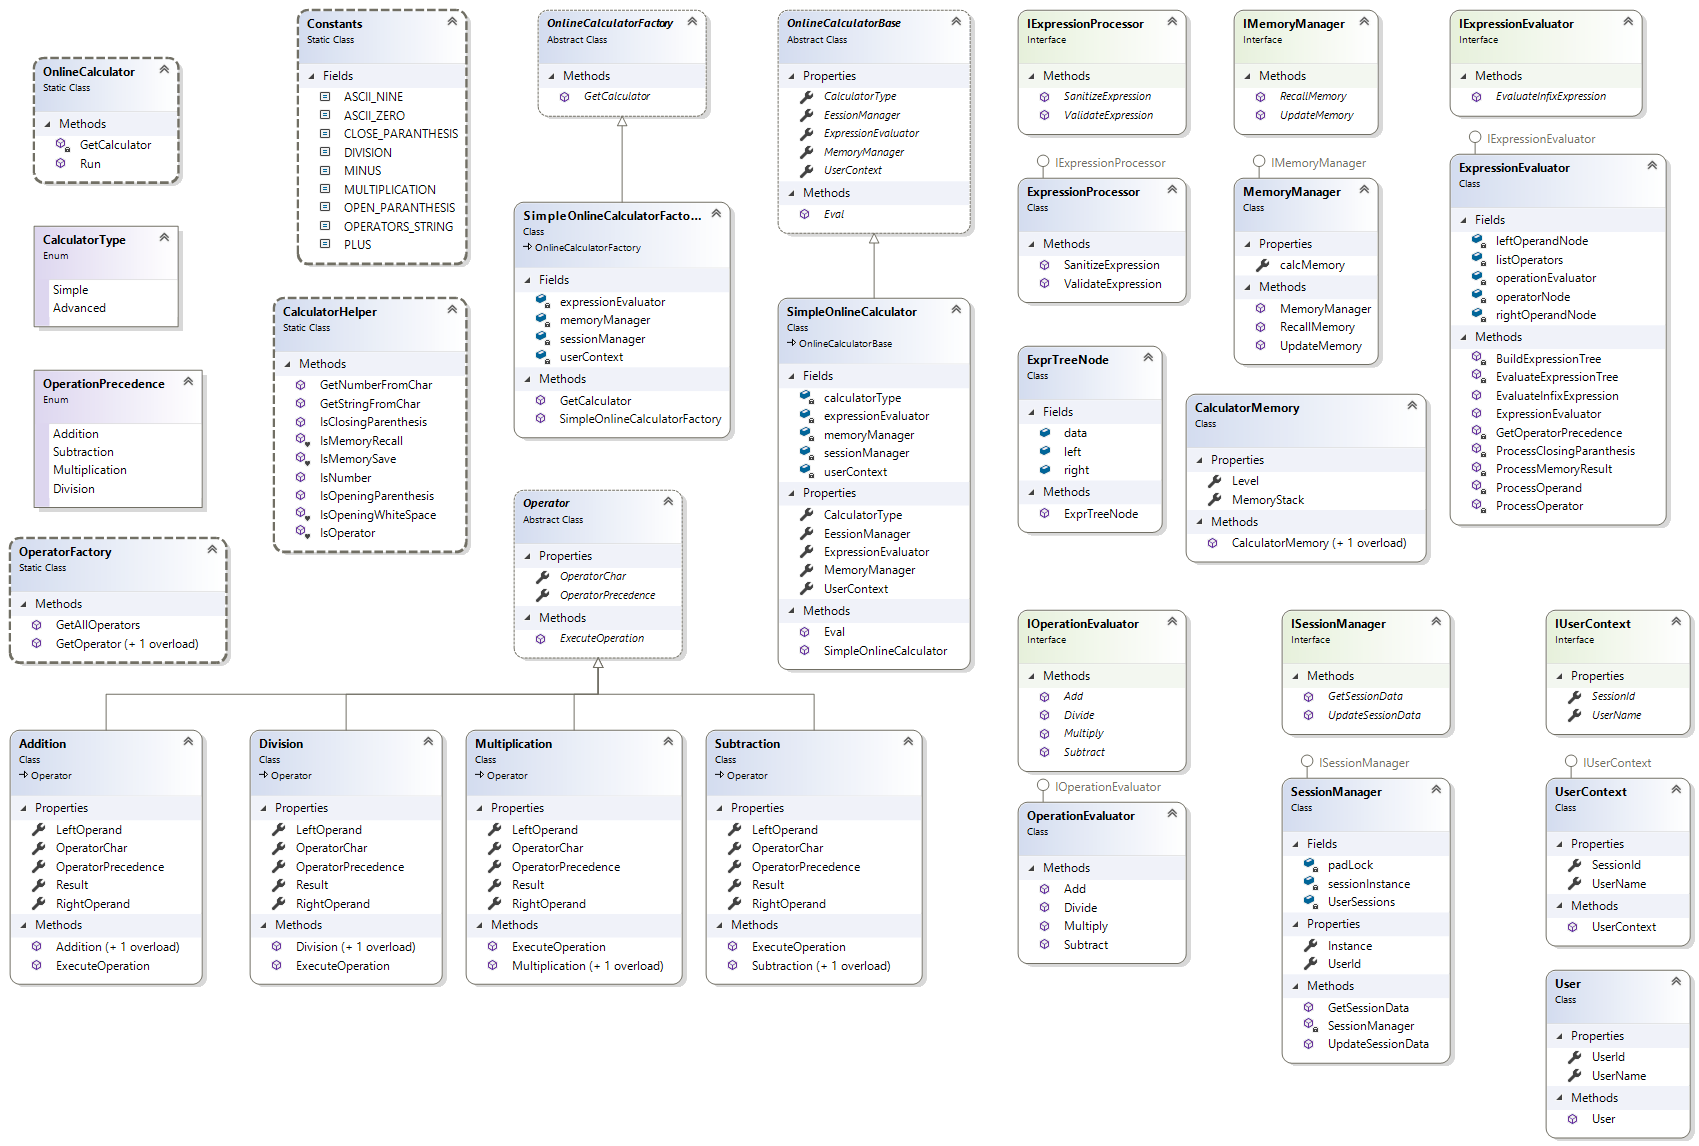 OnlineCalculator
Static Class
Methods
GetCalculator
Run
CalculatorType
Enum
Simple
Advanced
OperationPrecedence
Enum
Addition
Subtraction
Multiplication
Division
OperatorFactory
Static Class
Methods
GetAllOperators
GetOperator (+ 1 overload)
Constants
Static Class
Fields
ASCII_NINE
ASCII_ZERO
CLOSE_PARANTHESIS
DIVISION
MINUS
MULTIPLICATION
OPEN_PARANTHESIS
OPERATORS_STRING
PLUS
CalculatorHelper
Static Class
Methods
GetNumberFromChar
GetStringFromChar
IsClosingParenthesis
IsMemoryRecall
IsMemorySave
IsNumber
IsOpeningParenthesis
IsOpeningWhiteSpace
IsOperator
OnlineCalculatorFactory
Abstract Class
Methods
GetCalculator
SimpleOnlineCalculatorFacto...
Class
OnlineCalculatorFactory
Fields
expressionEvaluator
memoryManager
sessionManager
userContext
Methods
GetCalculator
SimpleOnlineCalculatorFactory
Operator
Abstract Class
Properties
OperatorChar
OperatorPrecedence
Methods
ExecuteOperation
OnlineCalculatorBase
Abstract Class
Properties
CalculatorType
EessionManager
ExpressionEvaluator
MemoryManager
UserContext
Methods
Eval
SimpleOnlineCalculator
Class
OnlineCalculatorBase
Fields
calculatorType
expressionEvaluator
memoryManager
sessionManager
userContext
Properties
CalculatorType
EessionManager
ExpressionEvaluator
MemoryManager
UserContext
Methods
Eval
SimpleOnlineCalculator
Addition
Class
Operator
Properties
LeftOperand
OperatorChar
OperatorPrecedence
Result
RightOperand
Methods
Addition (+ 1 overload)
ExecuteOperation
Division
Class
Operator
Properties
LeftOperand
OperatorChar
OperatorPrecedence
Result
RightOperand
Methods
Division (+ 1 overload)
ExecuteOperation
Multiplication
Class
Operator
Properties
LeftOperand
OperatorChar
OperatorPrecedence
Result
RightOperand
Methods
ExecuteOperation
Multiplication (+ 1 overload)
Subtraction
Class
Operator
Properties
LeftOperand
OperatorChar
OperatorPrecedence
Result
RightOperand
Methods
ExecuteOperation
Subtraction (+ 1 overload)
IExpressionProcessor
Interface
Methods
SanitizeExpression
ValidateExpression
IExpressionProcessor
ExpressionProcessor
Class
Methods
SanitizeExpression
ValidateExpression
ExprTreeNode
Class
Fields
data
left
right
Methods
ExprTreeNode
IMemoryManager
Interface
Methods
RecallMemory
UpdateMemory
IMemoryManager
MemoryManager
Class
Properties
calcMemory
Methods
MemoryManager
RecallMemory
UpdateMemory
CalculatorMemory
Class
Properties
Level
MemoryStack
Methods
CalculatorMemory (+ 1 overload)
IExpressionEvaluator
Interface
Methods
EvaluateInfixExpression
IExpressionEvaluator
ExpressionEvaluator
Class
Fields
leftOperandNode
listOperators
operationEvaluator
operatorNode
rightOperandNode
Methods
BuildExpressionTree
EvaluateExpressionTree
EvaluateInfixExpression
ExpressionEvaluator
GetOperatorPrecedence
ProcessClosingParanthesis
ProcessMemoryResult
ProcessOperand
ProcessOperator
IOperationEvaluator
Interface
Methods
Add
Divide
Multiply
Subtract
IOperationEvaluator
OperationEvaluator
Class
Methods
Add
Divide
Multiply
Subtract
ISessionManager
Interface
Methods
GetSessionData
UpdateSessionData
ISessionManager
SessionManager
Class
Fields
padLock
sessionInstance
UserSessions
Properties
Instance
UserId
Methods
GetSessionData
SessionManager
UpdateSessionData
IUserContext
Interface
Properties
SessionId
UserName
IUserContext
UserContext
Class
Properties
SessionId
UserName
Methods
UserContext
User
Class
Properties
UserId
UserName
Methods
User